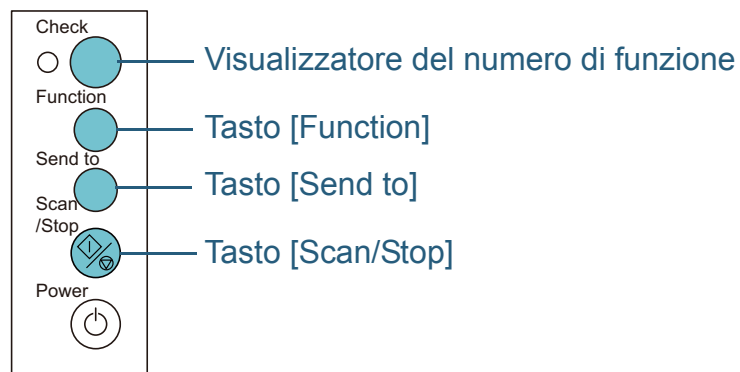 Check
Visualizzatore del numero di funzione
Function
Tasto [Function]
Send to
Tasto [Send to]
Scan
/Stop
Tasto [Scan/Stop]
Power